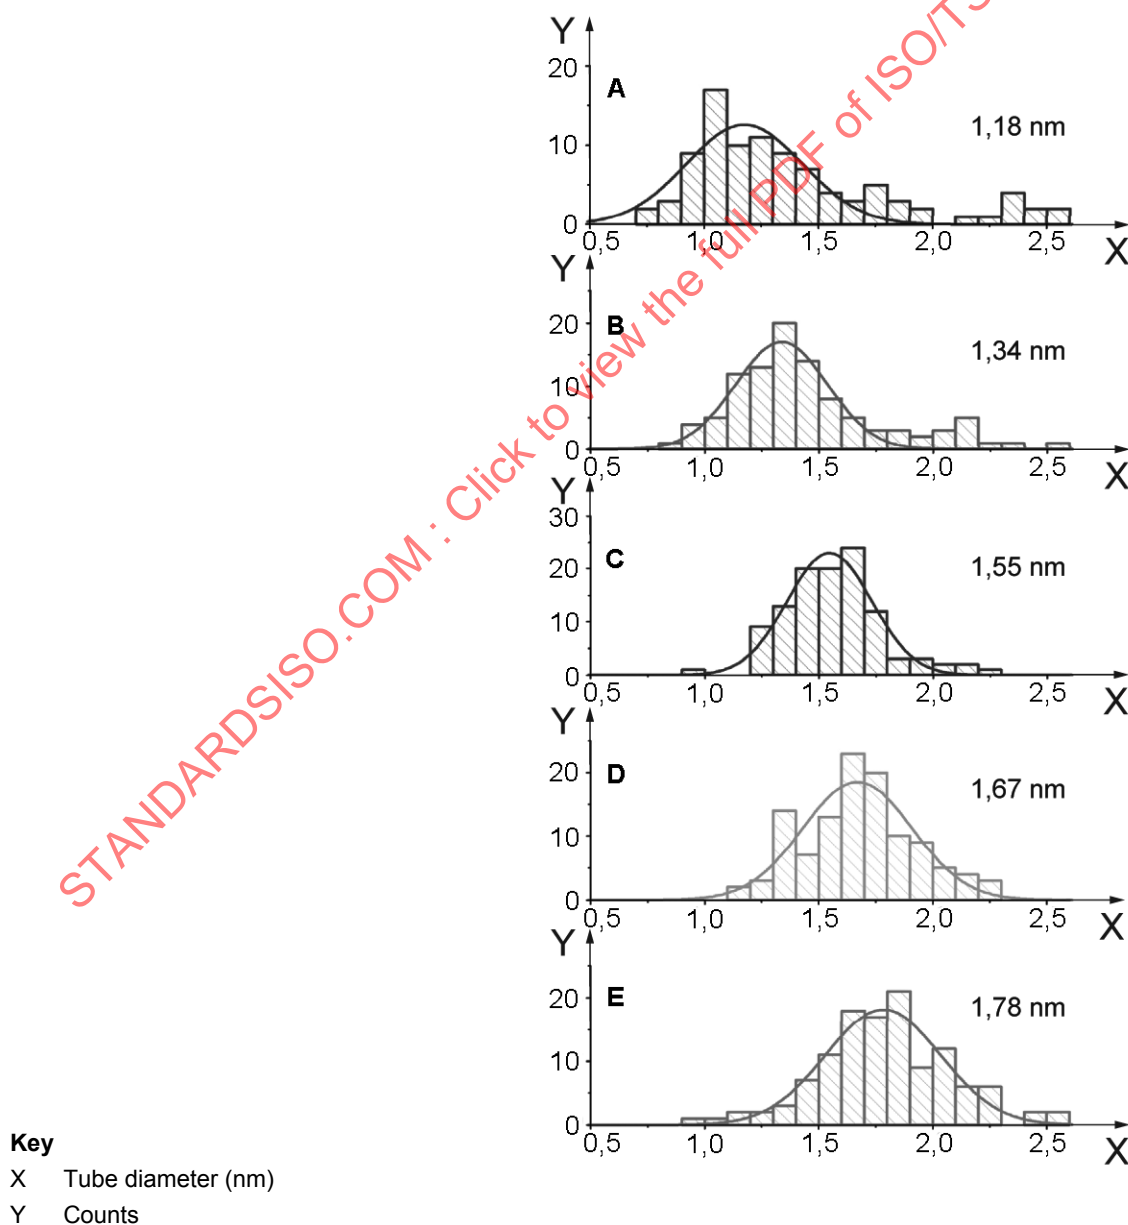 Y
20
A
1,18 nm
10
0
0,5 1,0 1,5 2,0 2,5
X
Y
20
B
1,34 nm
10
0
0,5 1,0 1,5 2,0 2,5
X
Y
30
C
1,55 nm
20
10
0
0,5 1,0 1,5 2,0 2,5
X
Y
20
D
1,67 nm
10
0
0,5 1,0 1,5 2,0 2,5
X
Y
20
E
1,78 nm
10
0
0,5 1,0 1,5 2,0 2,5
X
Key
X Tube diameter (nm)
Y Counts
STANDARDSISO.COM : Click to view the full PDF of ISO/TS